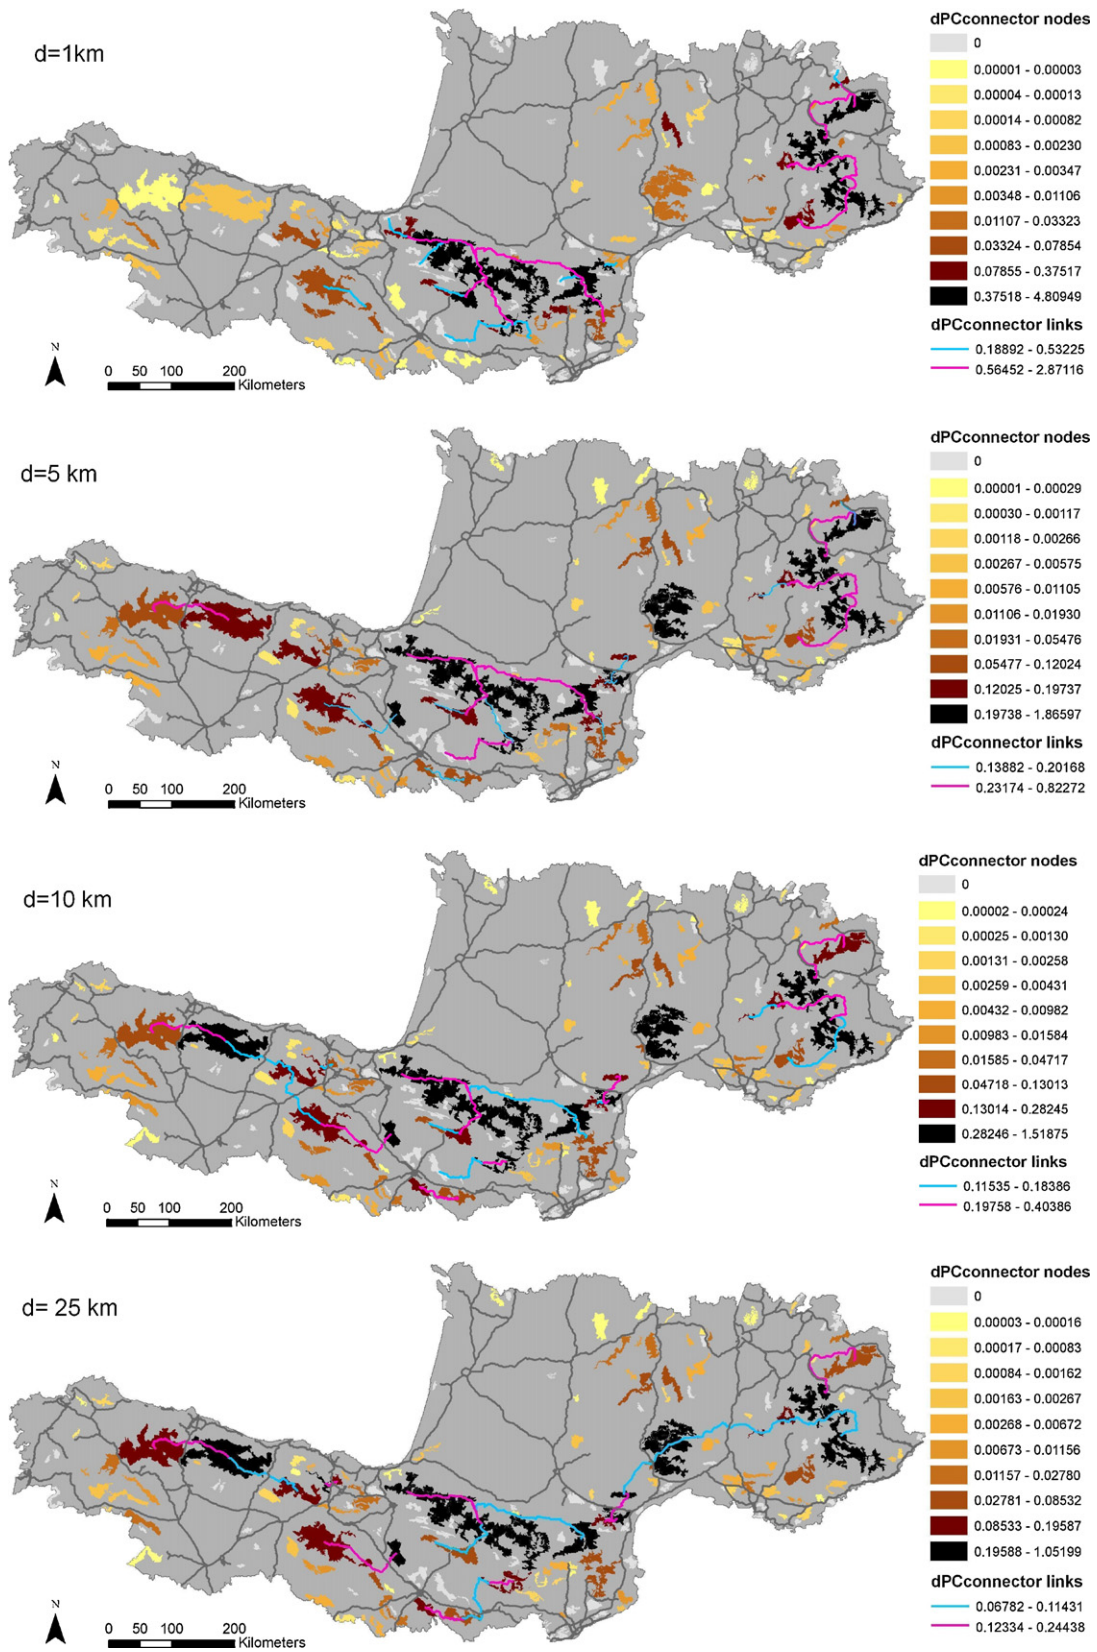 d=1km
dPCconnector nodes
0
0.00001 - 0.00003
0.00004 - 0.00013
0.00014 - 0.00082
0.00083 - 0.00230
0.00231 - 0.00347
0.00348 - 0.01106
0.01107 - 0.03323
0.03324 - 0.07854
0.07855 - 0.37517
0.37518 - 4.80949
dPCconnector links
0.18892 - 0.53225
0.56452 - 2.87116
N
0 50 100 200
Kilometers
d=5 km
dPCconnector nodes
0
0.00001 - 0.00029
0.00030 - 0.00117
0.00118 - 0.00266
0.00267 - 0.00575
0.00576 - 0.01105
0.01106 - 0.01930
0.01931 - 0.05476
0.05477 - 0.12024
0.12025 - 0.19737
0.19738 - 1.86597
dPCconnector links
0.13882 - 0.20168
0.23174 - 0.82272
N
0 50 100 200
Kilometers
d=10 km
dPCconnector nodes
0
0.00002 - 0.00024
0.00025 - 0.00130
0.00131 - 0.00258
0.00259 - 0.00431
0.00432 - 0.00982
0.00983 - 0.01584
0.01585 - 0.04717
0.04718 - 0.13013
0.13014 - 0.28245
0.28246 - 1.51875
dPCconnector links
0.11535 - 0.18386
0.19758 - 0.40386
N
0 50 100 200
Kilometers
d= 25 km
dPCconnector nodes
0
0.00003 - 0.00016
0.00017 - 0.00083
0.00084 - 0.00162
0.00163 - 0.00267
0.00268 - 0.00672
0.00673 - 0.01156
0.01157 - 0.02780
0.02781 - 0.08532
0.08533 - 0.19587
0.19588 - 1.05199
dPCconnector links
0.06782 - 0.11431
0.12334 - 0.24438
N
0 50 100 200
Kilometers